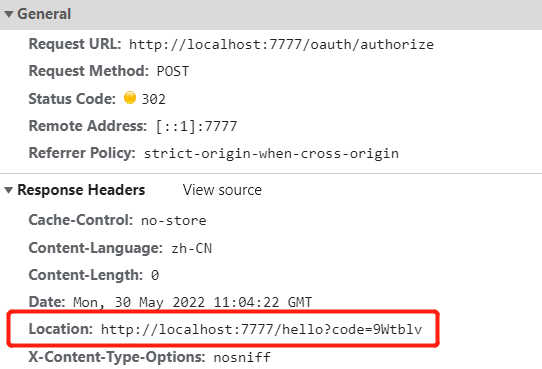 General
Request URL: http://localhost:7777/oauth/authorize
Request Method: POST
Status Code: 302
Remote Address: [::1]:7777
Referrer Policy: strict-origin-when-cross-origin
Response Headers View source
Cache-Control: no-store
Content-Language: zh-CN
Content-Length: 0
Date: Mon, 30 May 2022 11:04:22 GMT
Location: http://localhost:7777/hello?code=9Wtblv
X-Content-Type-Options: nosniff